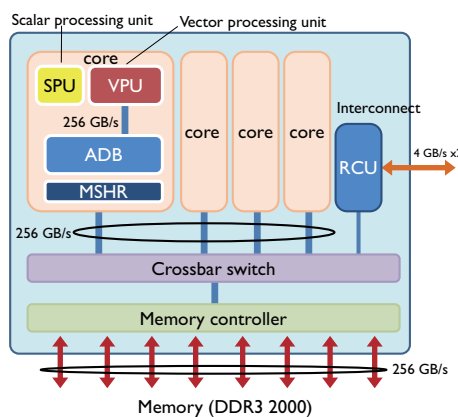 Scalar processing unit
Vector processing unit
core
SPU
VPU
256 GB/s
ADB
MSHR
core
core
core
Interconnect
RCU
4 GB/s x
256 GB/s
Crossbar switch
Memory controller
256 GB/s
Memory (DDR3 2000)